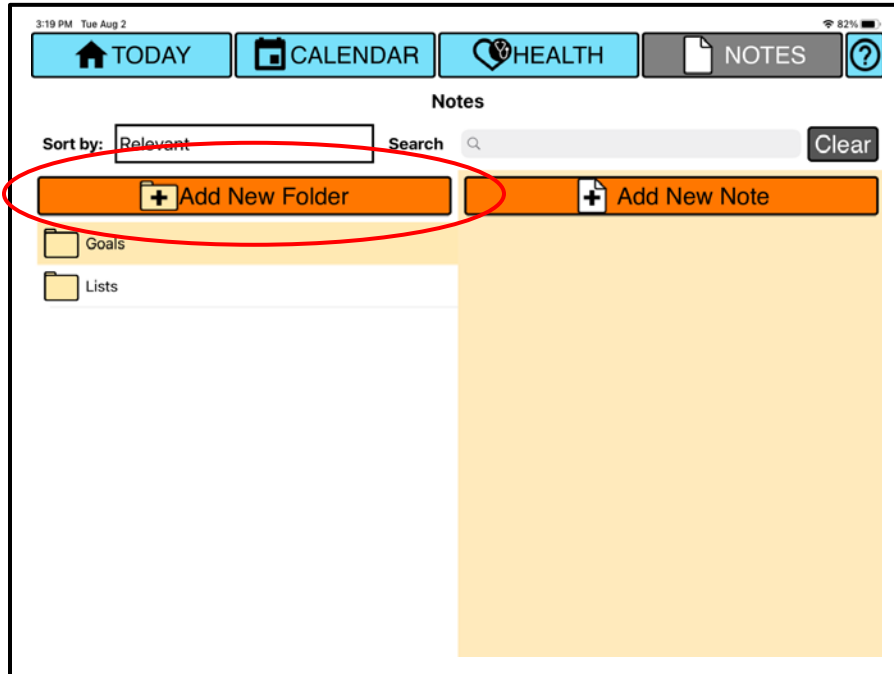 3:19 PM Tue Aug 2 82%
TODAY CALENDAR HEALTH NOTES ?
Notes
Sort by: Relevant Search Clear
Add New Folder Add New Note
Goals
Lists